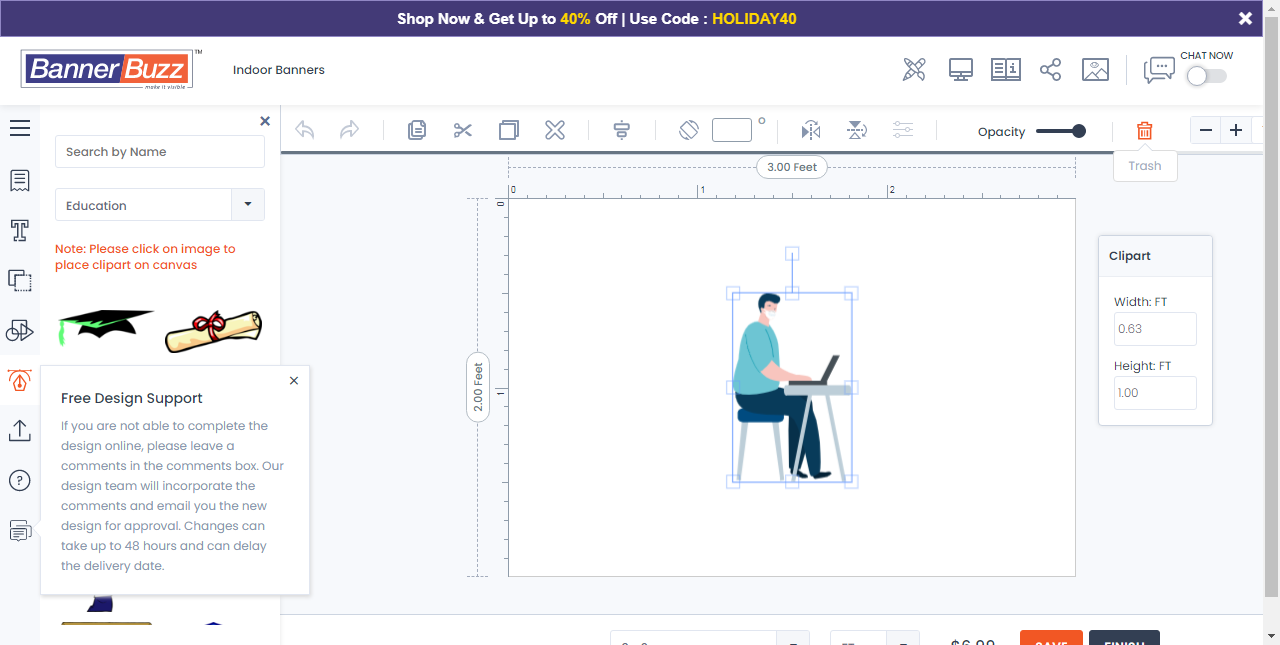 Shop Now & Get Up to 40% Off | Use Code : HOLIDAY40
BannerBuzz™
make it visible
Indoor Banners
CHAT NOW
Search by Name
Education
Note: Please click on image to
place clipart on canvas
Opacity
Trash
3.00 Feet
0
1
2
0
1
2.00 Feet
Clipart
Width: FT
0.63
Height: FT
1.00
Free Design Support
If you are not able to complete the
design online, please leave a
comments in the comments box. Our
design team will incorporate the
comments and email you the new
design for approval. Changes can
take up to 48 hours and can delay
the delivery date.
SAVE
FINISH